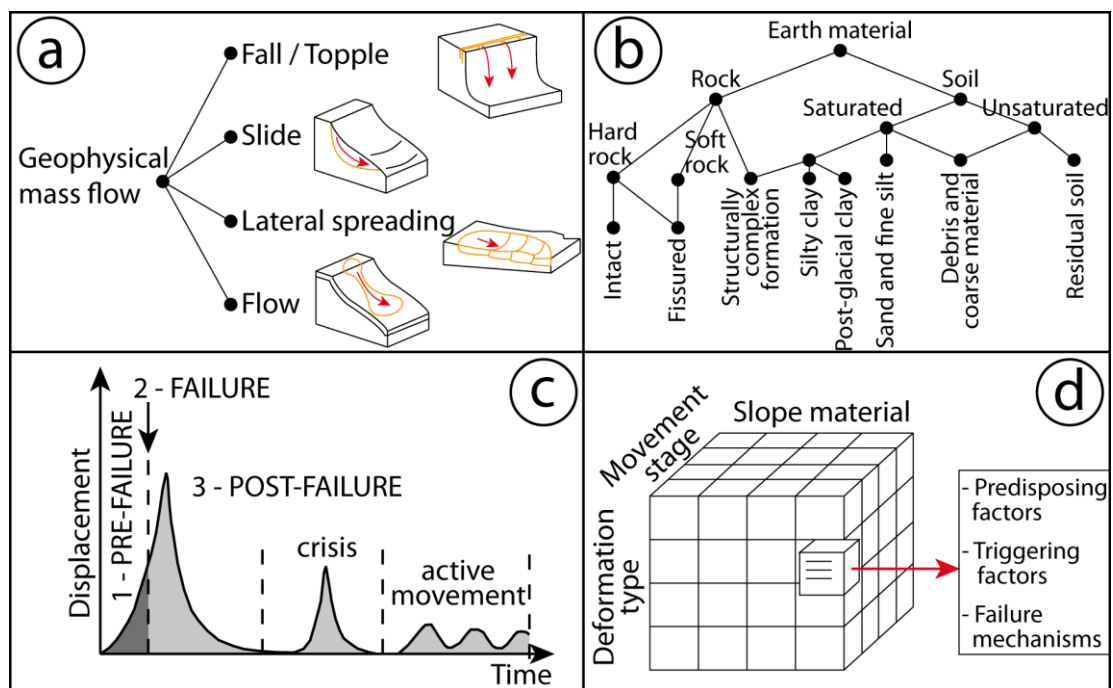 a
Fall / Topple
Slide
Geophysical
mass flow
Lateral spreading
Flow
b
Earth material
Rock
Soil
Saturated
Unsaturated
Hard
rock
Soft
rock
Intact
Fissured
Structurally
complex
formation
Silty clay
Post-glacial clay
Sand and fine silt
Debris and
coarse material
Residual soil
c
2 - FAILURE
1 - PRE-FAILURE
3 - POST-FAILURE
crisis
active
movement
Displacement
Time
d
Slope material
Movement
stage
Deformation
type
- Predisposing
factors
- Triggering
factors
- Failure
mechanisms